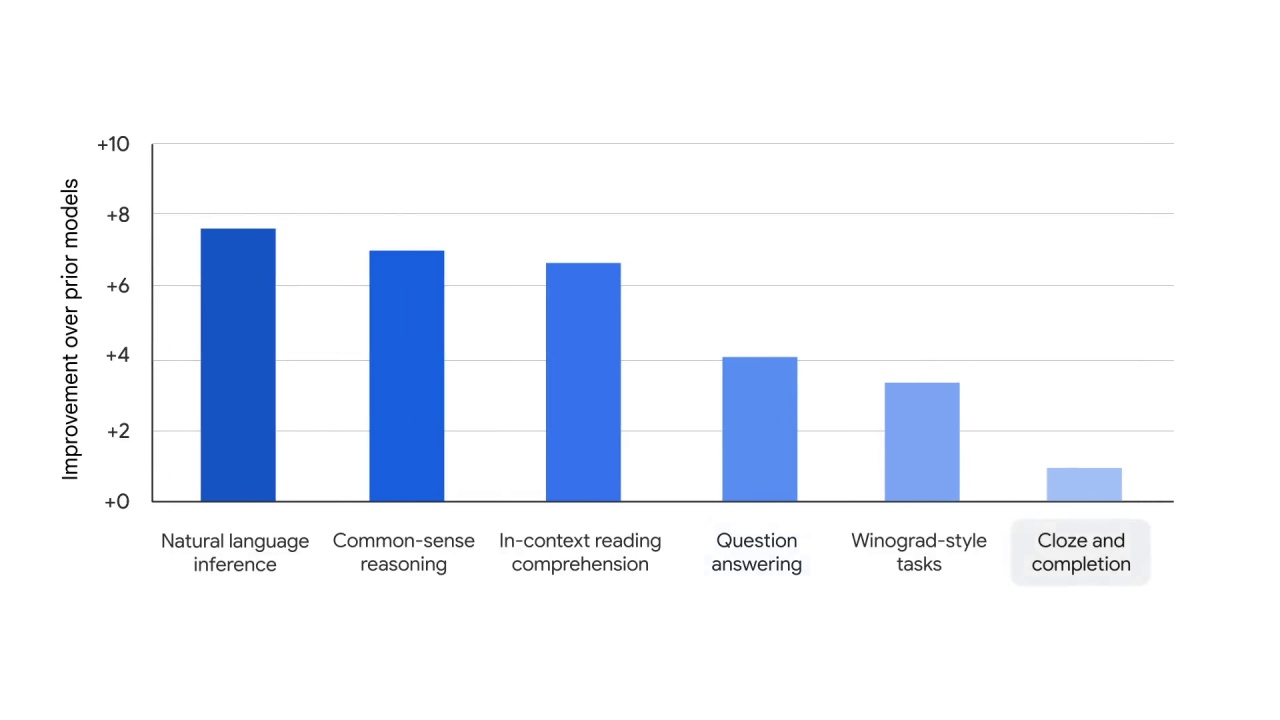 +10
+8
+6
+4
+2
+0
Improvement over prior models
Natural language
inference
Common-sense
reasoning
In-context reading
comprehension
Question
answering
Winograd-style
tasks
Cloze and
completion